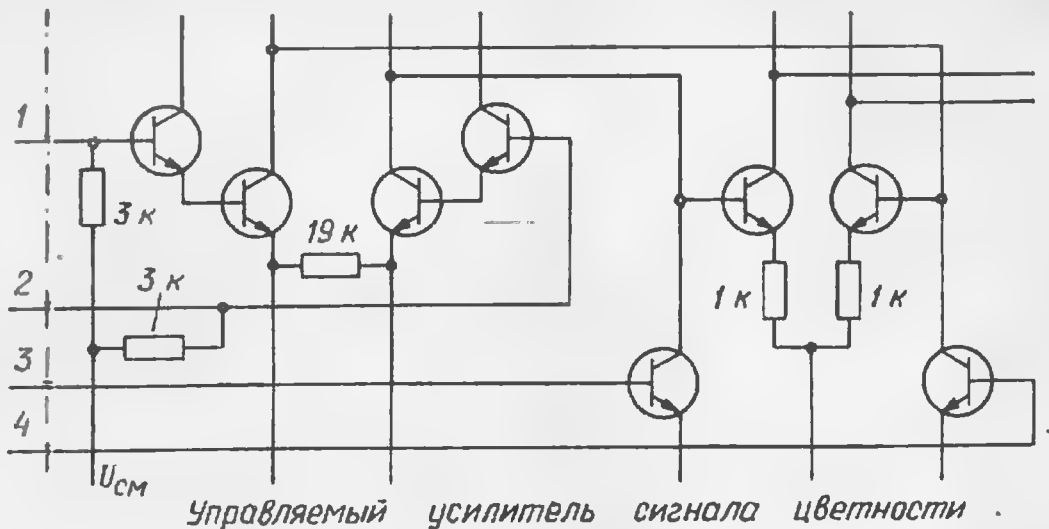 1
3 к
19 к
2
3 к
1 к
1 к
3
4
Uсм
Управляемый усилитель сигнала цветности